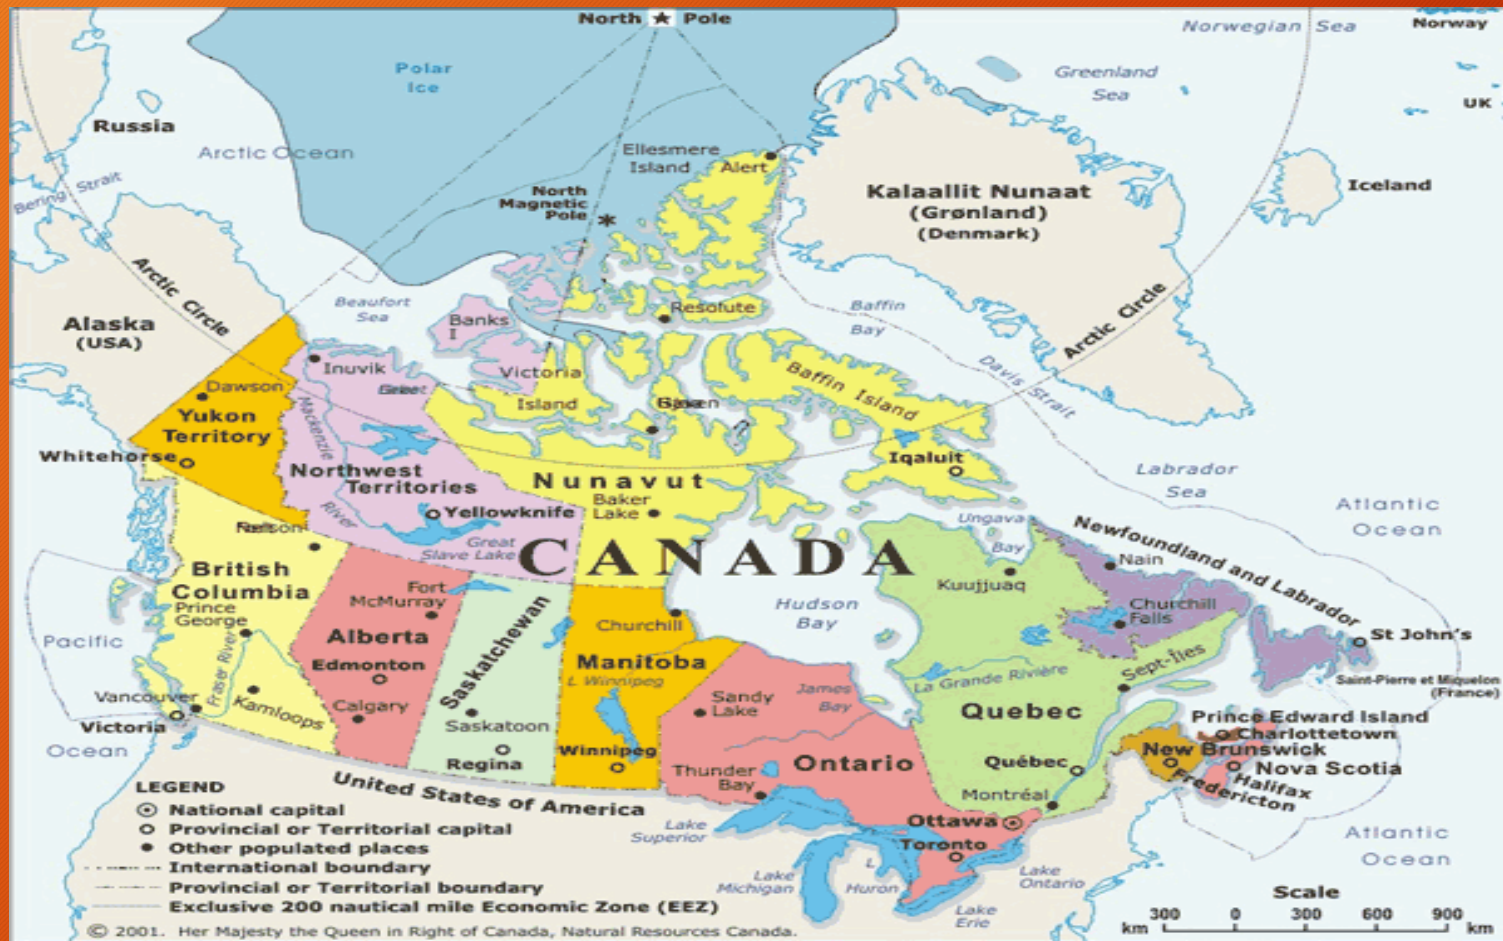 North Pole
Norwegian Sea
Norway
Polar
Ice
Greenland
Sea
UK
Russia
Arctic Ocean
Bering Strait
Ellesmere
Island
Alert
North
Magnetic
Pole
Kalaallit Nunaat
(Grønland)
(Denmark)
Iceland
Arctic Circle
Beaufort
Sea
Resolute
Baffin
Bay
Arctic Circle
Alaska
(USA)
Banks
I
Inuvik
Victoria
Island
Baffin Island
Davis Strait
Dawson
Yukon
Territory
Whitehorse
Mackenzie
River
Northwest
Territories
Yellowknife
Great
Slave Lake
Nunavut
Baker
Lake
Iqaluit
Labrador
Sea
Atlantic
Ocean
CANADA
Ungava
Bay
Newfoundland and Labrador
Nain
Kuujjuaq
Churchill
Falls
Hudson
Bay
British
Columbia
Prince
George
Fraser River
Fort
McMurray
Alberta
Edmonton
Calgary
Saskatchewan
Saskatoon
Regina
Churchill
Manitoba
L Winnipeg
Winnipeg
Sandy
Lake
James
Bay
La Grande Rivière
Sept-Îles
St John's
Saint-Pierre et Miquelon
(France)
Pacific
Ocean
Vancouver
Victoria
Kamloops
Quebec
Québec
Montréal
Prince Edward Island
Charlottetown
New Brunswick
Nova Scotia
Halifax
Fredericton
Ontario
Thunder
Bay
Ottawa
Toronto
United States of America
Lake
Superior
Lake
Michigan
L
Huron
Lake
Ontario
Lake
Erie
Atlantic
Ocean
LEGEND
National capital
Provincial or Territorial capital
Other populated places
International boundary
Provincial or Territorial boundary
Exclusive 200 nautical mile Economic Zone (EEZ)
© 2001. Her Majesty the Queen in Right of Canada, Natural Resources Canada.
Scale
km 300 0 300 600 900 km